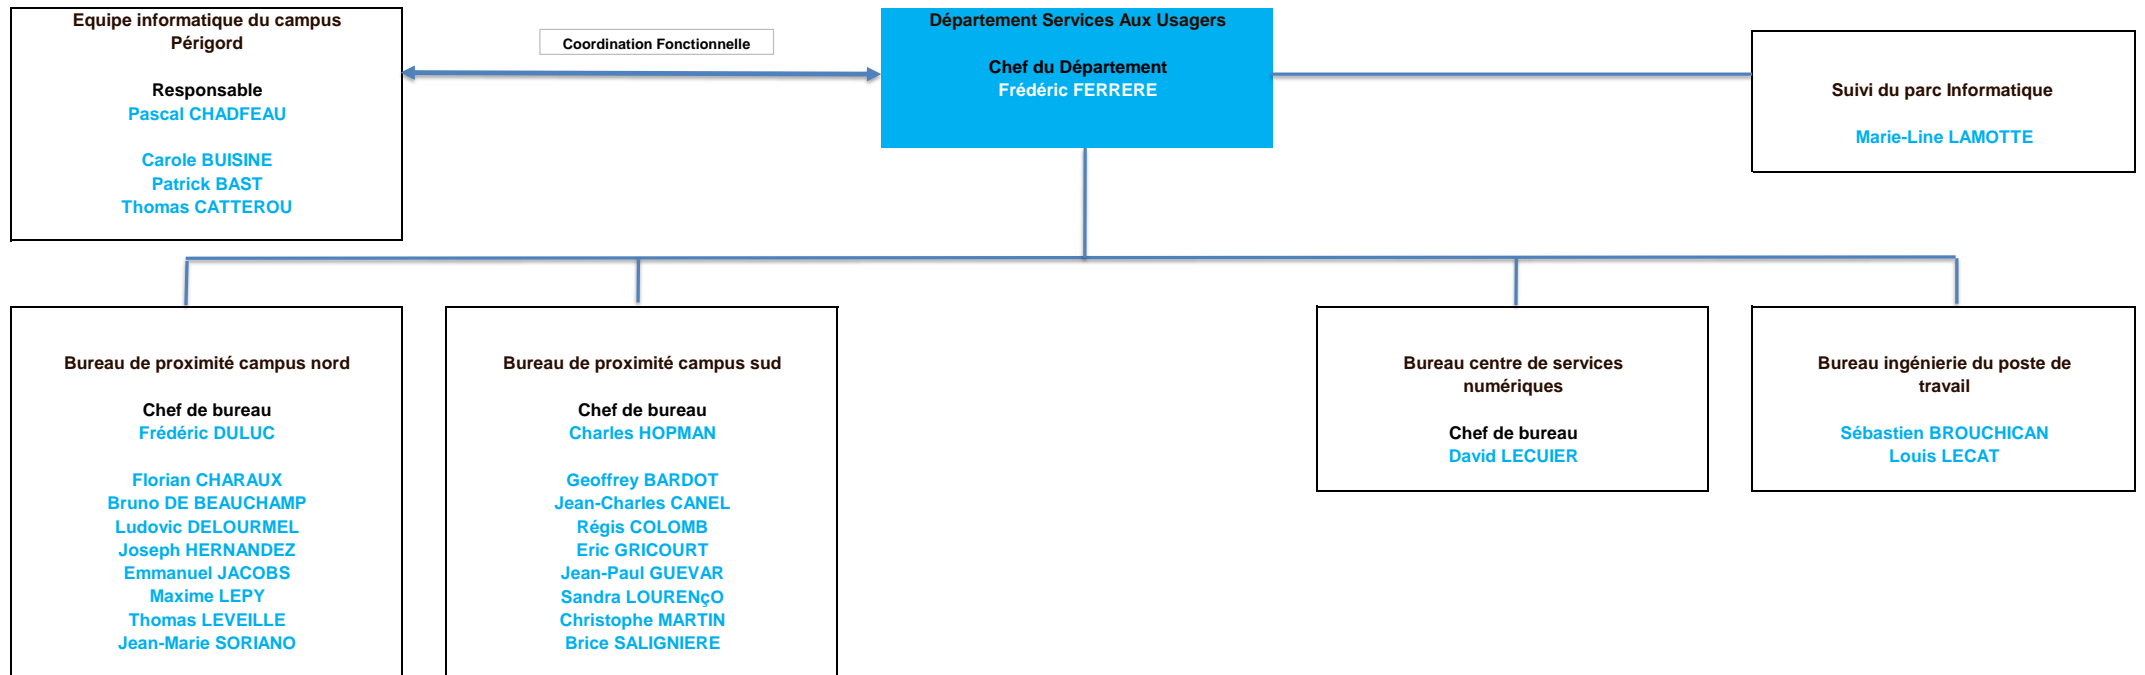 Equipe informatique du campus
Périgord
Responsable
Pascal CHADFEAU
Carole BUISINE
Patrick BAST
Thomas CATTEROU
Coordination Fonctionnelle
Département Services Aux Usagers
Chef du Département
Frédéric FERRERE
Suivi du parc Informatique
Marie-Line LAMOTTE
Bureau de proximité campus nord
Chef de bureau
Frédéric DULUC
Florian CHARAUX
Bruno DE BEAUCHAMP
Ludovic DELOURMEL
Joseph HERNANDEZ
Emmanuel JACOBS
Maxime LEPY
Thomas LEVEILLE
Jean-Marie SORIANO
Bureau de proximité campus sud
Chef de bureau
Charles HOPMAN
Geoffrey BARDOT
Jean-Charles CANEL
Régis COLOMB
Eric GRICOURT
Jean-Paul GUEVAR
Sandra LOURENçO
Christophe MARTIN
Brice SALIGNIERE
Bureau centre de services
numériques
Chef de bureau
David LECUIER
Bureau ingénierie du poste de
travail
Sébastien BROUCHICAN
Louis LECAT